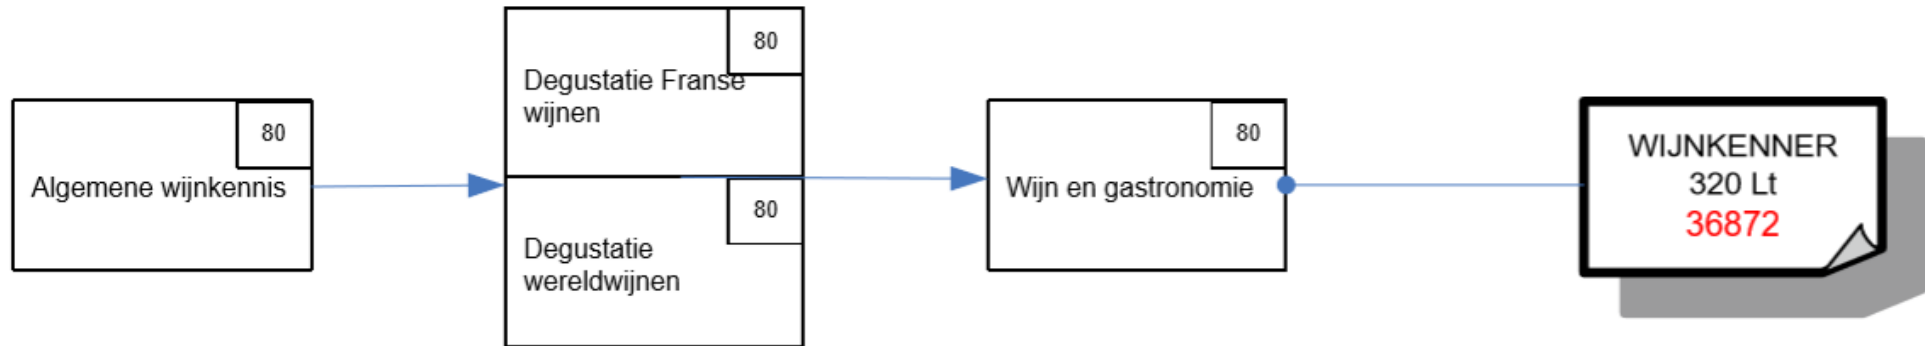 80
Algemene wijnkennis
80
Degustatie Franse
wijnen
80
Degustatie
wereldwijnen
80
Wijn en gastronomie
WIJNKENNER
320 Lt
36872